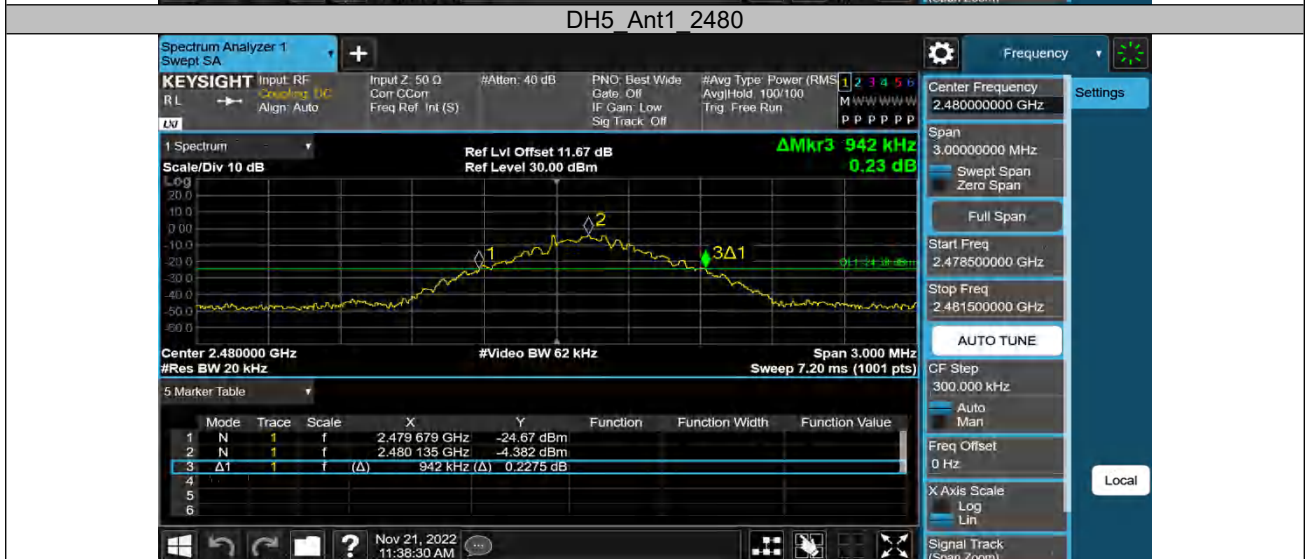 DH5_Ant1_2480
Spectrum Analyzer 1
Swept SA
Frequency
KEYSIGHT
R L
LXI
Input: RF
Coupling: DC
Align: Auto
Input Z: 50 Ω
Corr CCorr
Freq Ref: Int (S)
#Atten: 40 dB
PNO: Best Wide
Gate: Off
IF Gain: Low
Sig Track: Off
#Avg Type: Power (RMS
Avg|Hold: 100/100
Trig: Free Run
1 2 3 4 5 6
M W W W W W
P P P P P P
1 Spectrum
Scale/Div 10 dB
Ref Lvl Offset 11.67 dB
Ref Level 30.00 dBm
ΔMkr3 942 kHz
0.23 dB
Log
20.0
10.0
0.00
-10.0
-20.0
-30.0
-40.0
-50.0
-60.0
1
2
3Δ1
Center 2.480000 GHz
#Video BW 62 kHz
Span 3.000 MHz
#Res BW 20 kHz
Sweep 7.20 ms (1001 pts)
5 Marker Table
Mode Trace Scale X Y Function Function Width Function Value
1 N 1 f 2.479 679 GHz -24.67 dBm
2 N 1 f 2.480 135 GHz -4.382 dBm
3 Δ1 1 f (Δ) 942 kHz (Δ) 0.2275 dB
4
5
6
Nov 21, 2022
11:38:30 AM
Center Frequency
2.480000000 GHz
Settings
Span
3.00000000 MHz
Swept Span
Zero Span
Full Span
Start Freq
2.478500000 GHz
Stop Freq
2.481500000 GHz
AUTO TUNE
CF Step
300.000 kHz
Auto
Man
Freq Offset
0 Hz
X Axis Scale
Log
Lin
Local
Signal Track
(Span Zoom)